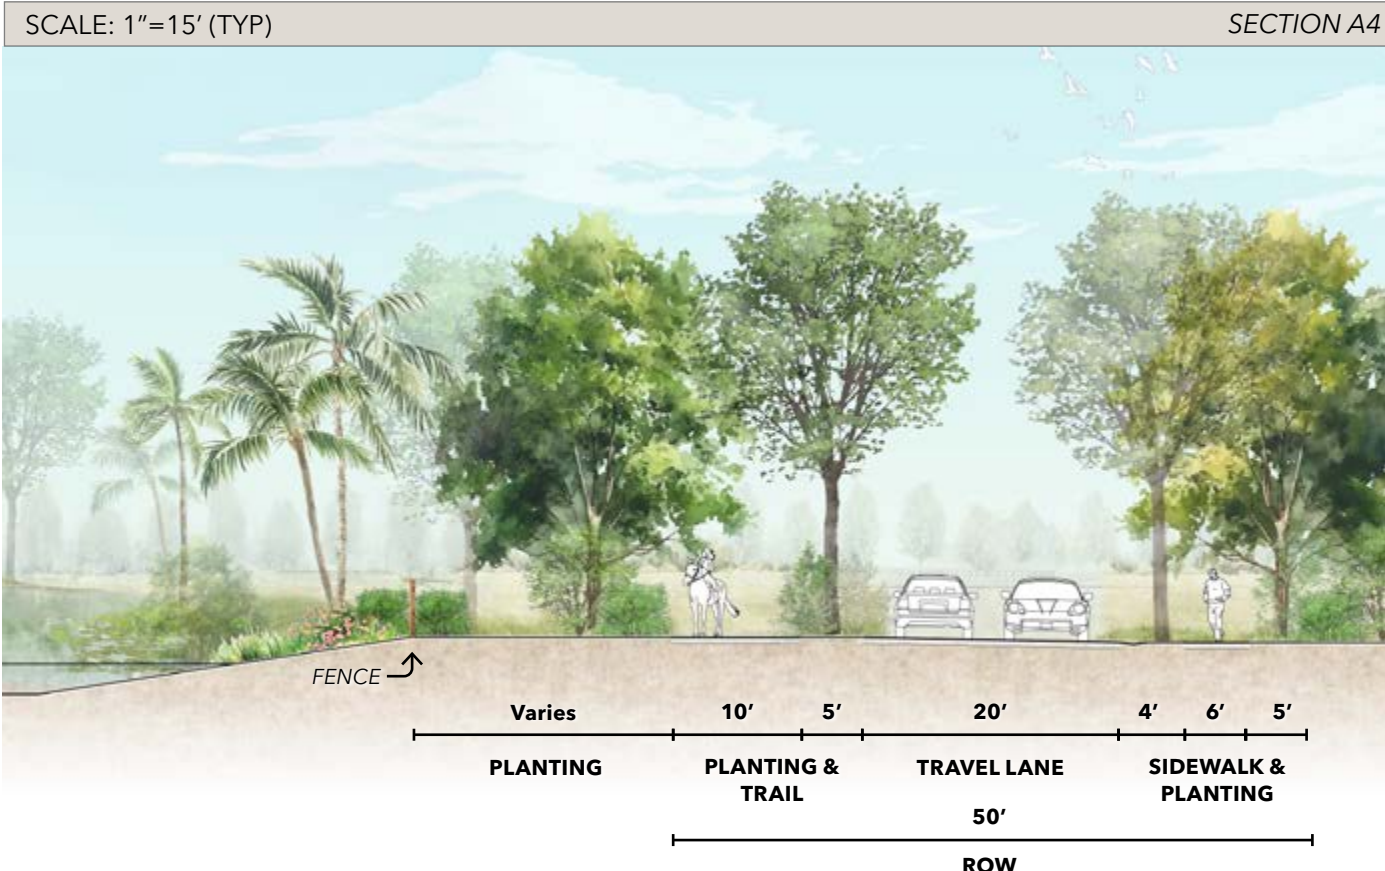 SCALE: 1”=15’ (TYP)
SECTION A4
FENCE
Varies
10’
5’
20’
4’
6’
5’
PLANTING
PLANTING &
TRAIL
TRAVEL LANE
SIDEWALK &
PLANTING
50’
ROW